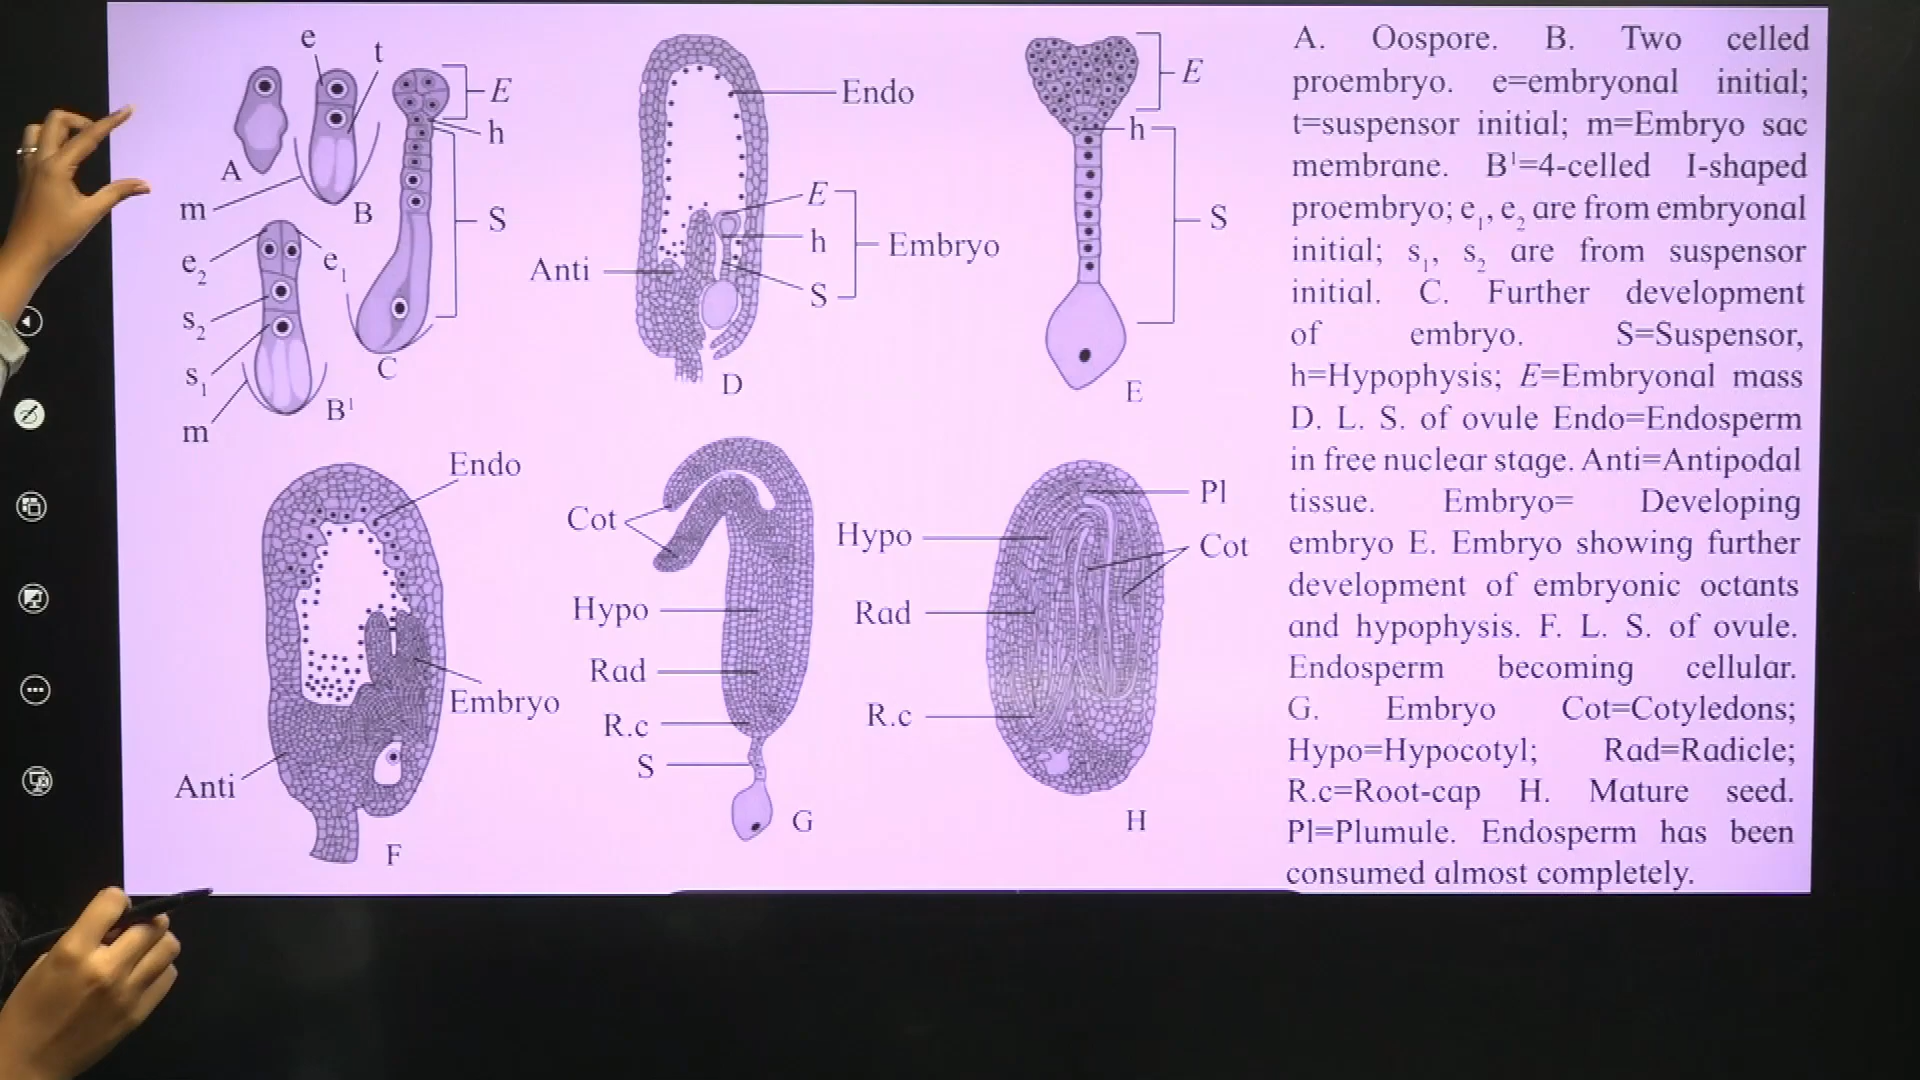 e
t
E
h
A
m
B
S
e2
e1
s2
s1
m
B1
C
Endo
E
h
Embryo
Anti
S
D
E
h
S
E
Endo
Embryo
Anti
F
Cot
Hypo
Rad
R.c
S
G
Pl
Hypo
Cot
Rad
R.c
H
A. Oospore. B. Two celled
proembryo. e=embryonal initial;
t=suspensor initial; m=Embryo sac
membrane. B1=4-celled I-shaped
proembryo; e1, e2 are from embryonal
initial; s1, s2 are from suspensor
initial. C. Further development
of embryo. S=Suspensor,
h=Hypophysis; E=Embryonal mass
D. L. S. of ovule Endo=Endosperm
in free nuclear stage. Anti=Antipodal
tissue. Embryo= Developing
embryo E. Embryo showing further
development of embryonic octants
and hypophysis. F. L. S. of ovule.
Endosperm becoming cellular.
G. Embryo Cot=Cotyledons;
Hypo=Hypocotyl; Rad=Radicle;
R.c=Root-cap H. Mature seed.
Pl=Plumule. Endosperm has been
consumed almost completely.